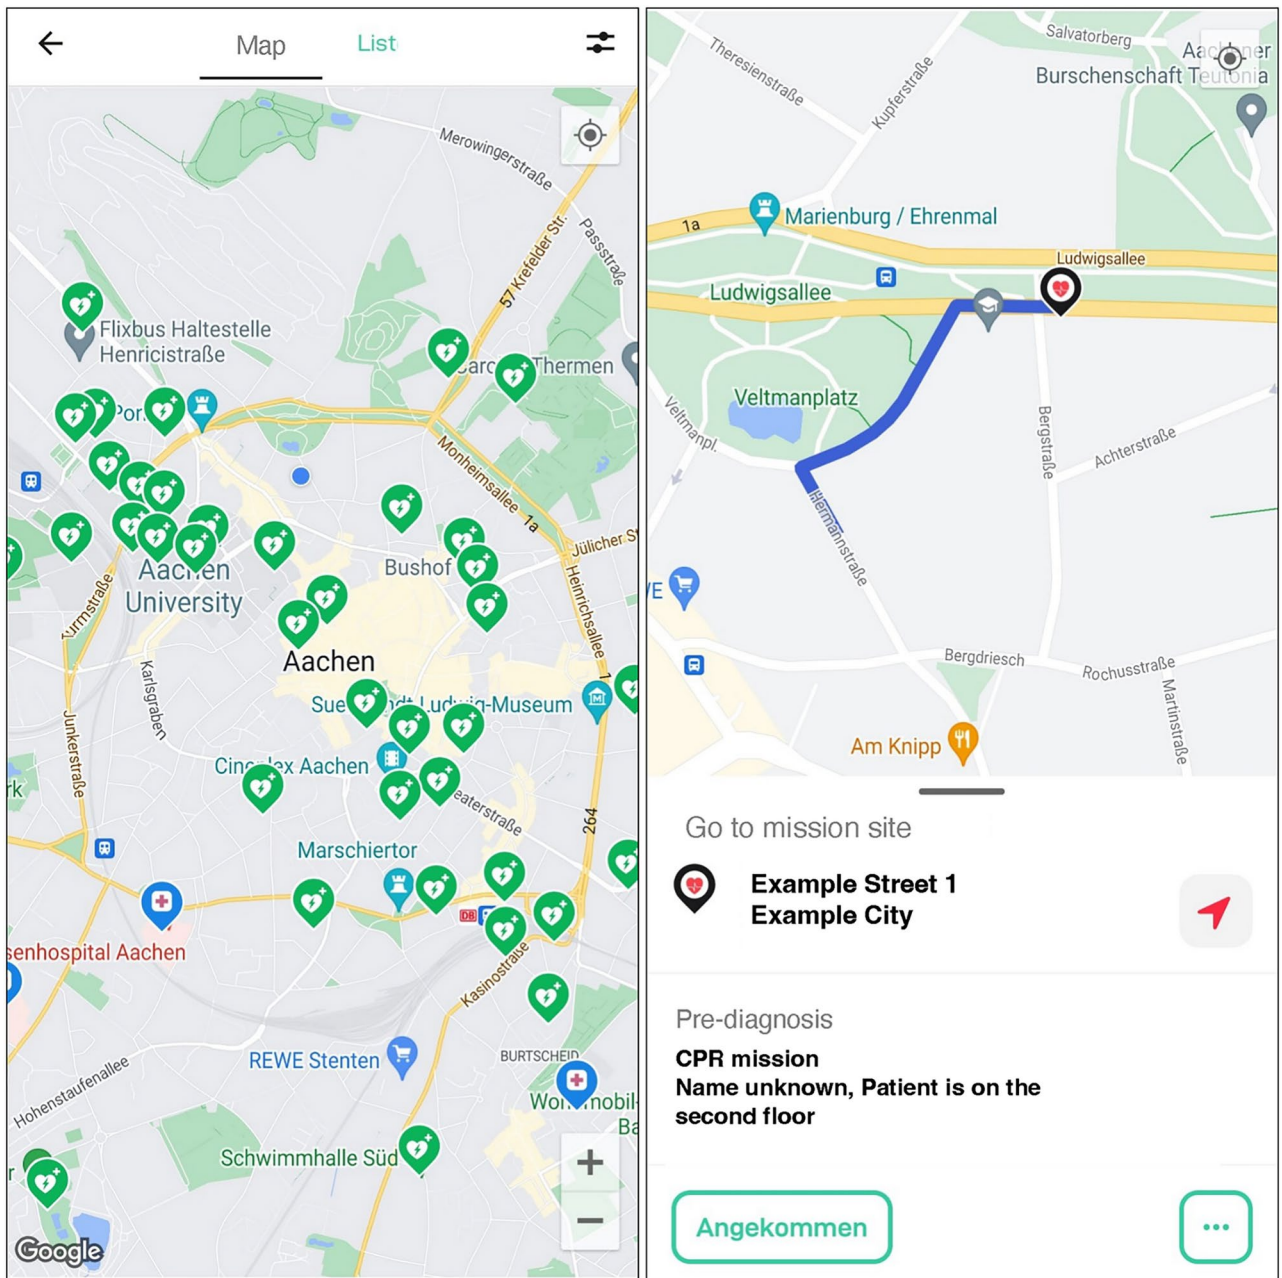 Map
List
Merowingerstraße
57 Krefelder Str.
Passstraße
Flixbus Haltestelle
Henricistraße
Thermen
Monheimsallee
1a
Jülicher
Bushof
Heinrichsallee
1
Aachen
University
Turmstraße
Karlsgraben
Aachen
Ludwig-Museum
Junkerstraße
Aachen
264
Marschiertor
DB
senhospital Aachen
Kasinostraße
REWE Stenten
BURTSCHEID
Hohenstaufenallee
Schwimmhalle Süd
Google
Theresienstraße
Kupferstraße
Salvatorberg
Burschenschaft Teutonia
1a
Marienburg / Ehrenmal
Ludwigsallee
Ludwigsallee
Veltmanplatz
Veltmanpl.
Bergstraße
Achterstraße
Hermannstraße
Bergdriesch
Rochusstraße
Martinstraße
Am Knipp
Go to mission site
Example Street 1
Example City
Pre-diagnosis
CPR mission
Name unknown, Patient is on the
second floor
Angekommen